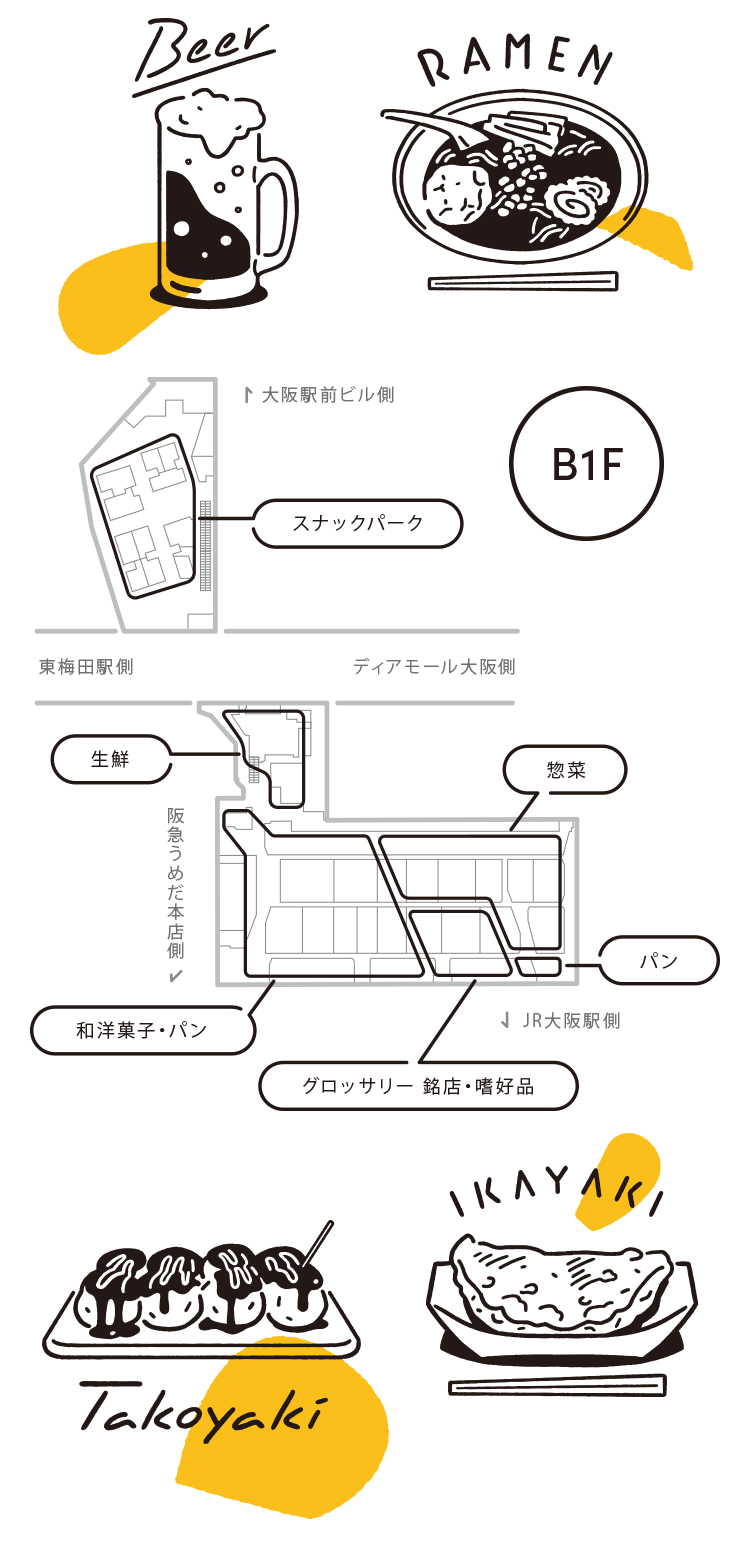 Beer
RAMEN
大阪駅前ビル側
B1F
スナックパーク
東梅田駅側
ディアモール大阪側
生鮮
惣菜
阪急うめだ本店側
パン
和洋菓子・パン
JR大阪駅側
グロッサリー 銘店・嗜好品
IKAYAKI
Takoyaki